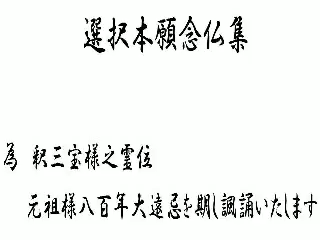 選択本願念仏集
為 釈三宝様之霊位
元祖様八百年大遠忌を期し諷誦いたします